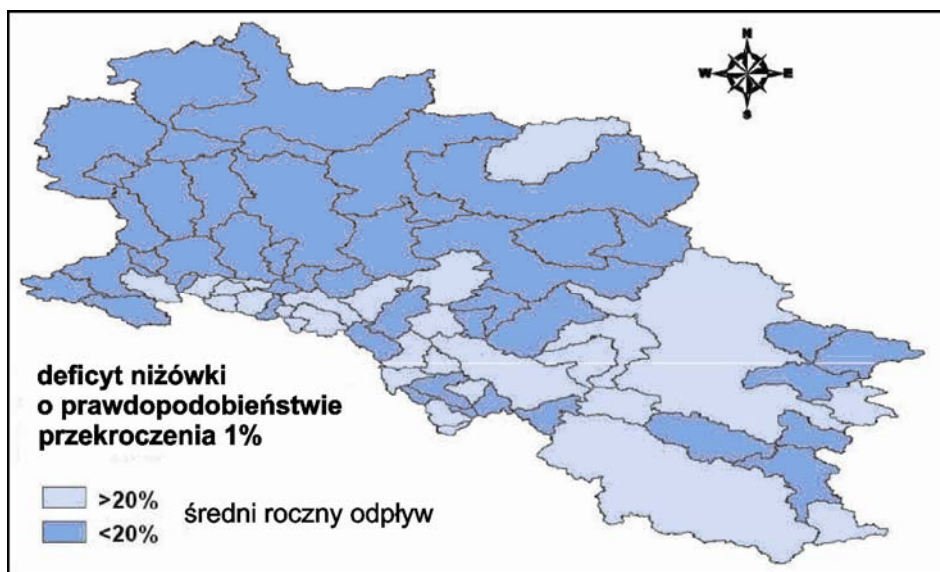 N
W E
S
deficyt niżówki
o prawdopodobieństwie
przekroczenia 1%
>20%
średni roczny odpływ
<20%